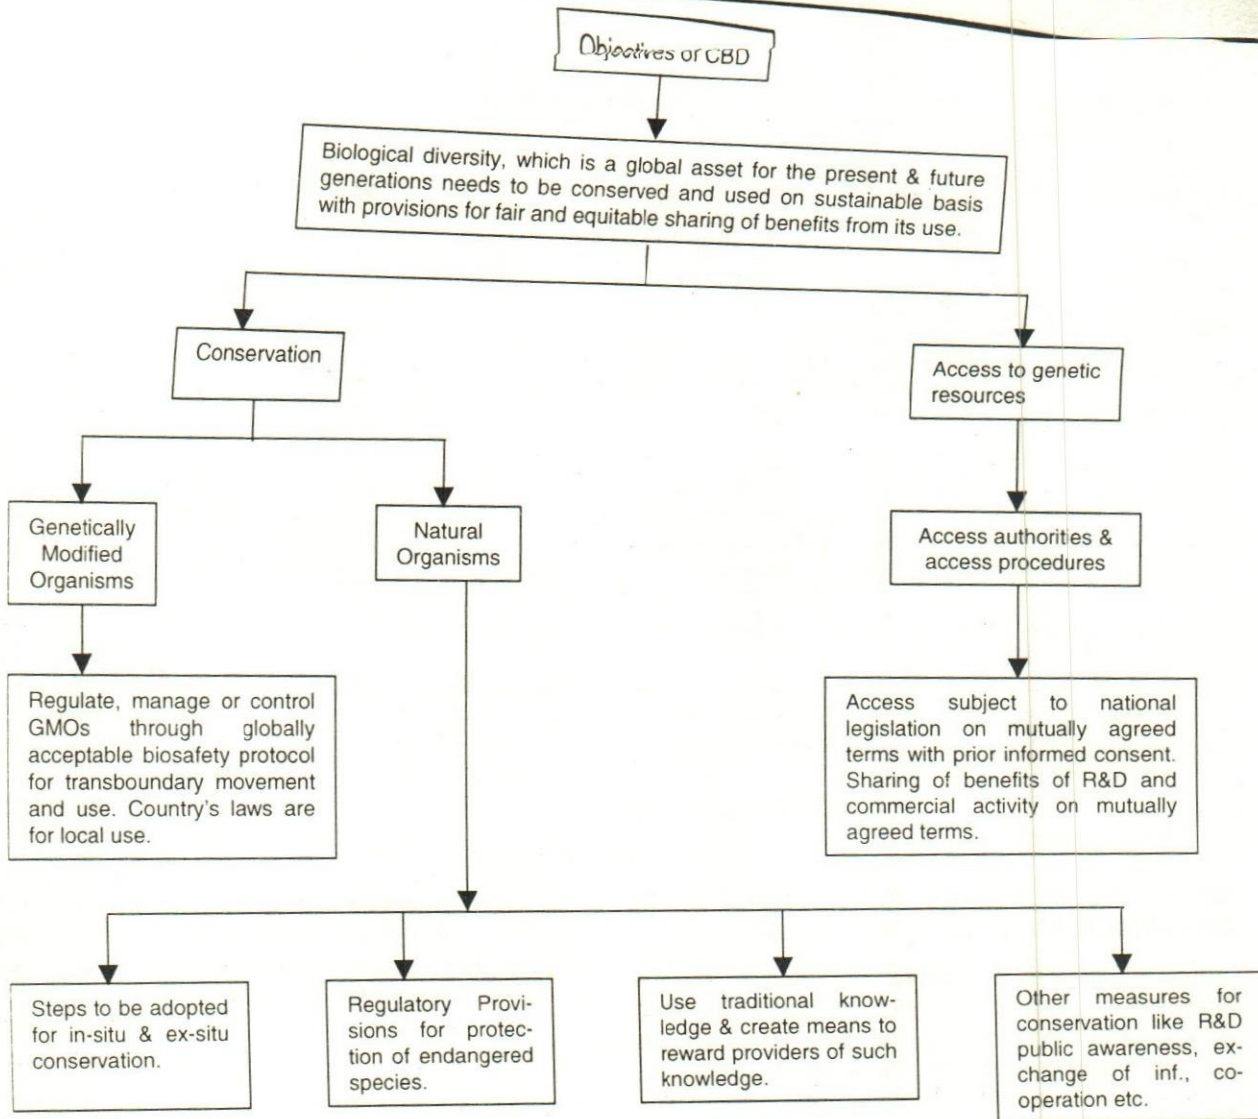 Objectives of CBD
Biological diversity, which is a global asset for the present & future
generations needs to be conserved and used on sustainable basis
with provisions for fair and equitable sharing of benefits from its use.
Conservation
Access to genetic
resources
Genetically
Modified
Organisms
Natural
Organisms
Access authorities &
access procedures
Regulate, manage or control
GMOs through globally
acceptable biosafety protocol
for transboundary movement
and use. Country's laws are
for local use.
Access subject to national
legislation on mutually agreed
terms with prior informed consent.
Sharing of benefits of R&D and
commercial activity on mutually
agreed terms.
Steps to be adopted
for in-situ & ex-situ
conservation.
Regulatory Provi-
sions for protec-
tion of endangered
species.
Use traditional know-
ledge & create means to
reward providers of such
knowledge.
Other measures for
conservation like R&D
public awareness, ex-
change of inf., co-
operation etc.